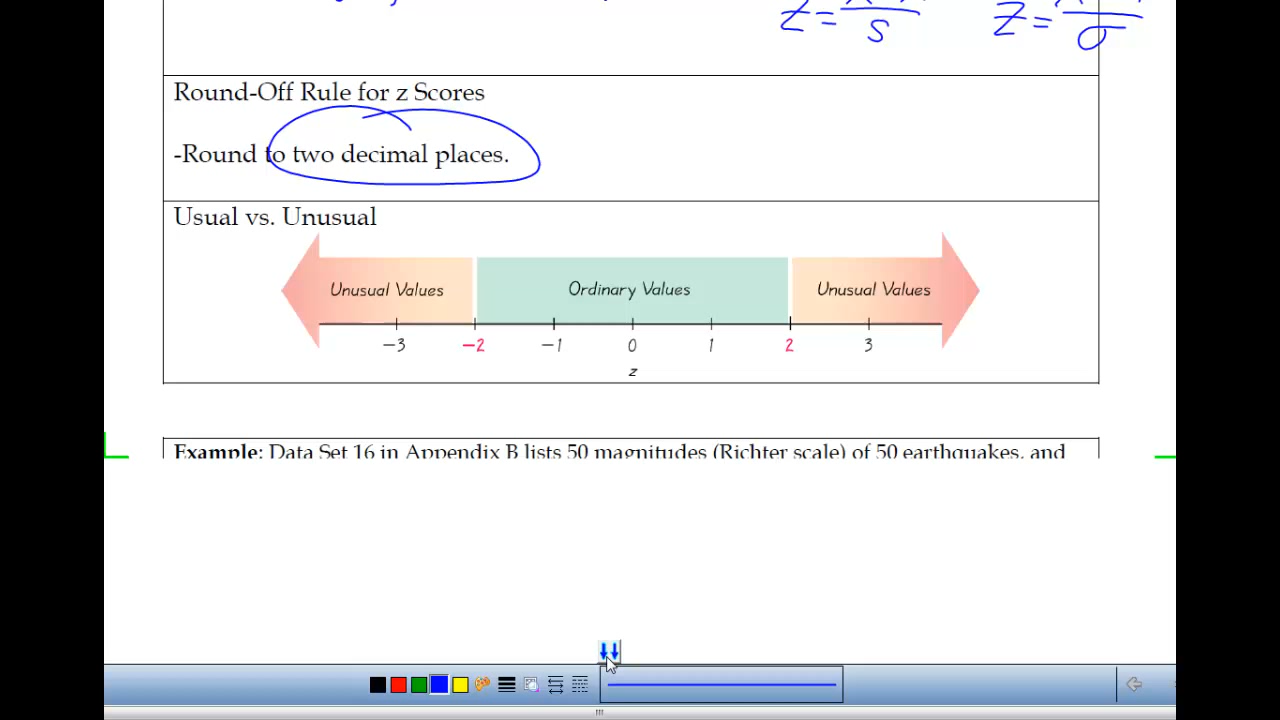 Z =
s
Z =
σ
Round-Off Rule for z Scores
-Round to two decimal places.
Usual vs. Unusual
Unusual Values Ordinary Values Unusual Values
−3 −2 −1 0 1 2 3
z
Example: Data Set 16 in Appendix B lists 50 magnitudes (Richter scale) of 50 earthquakes, and